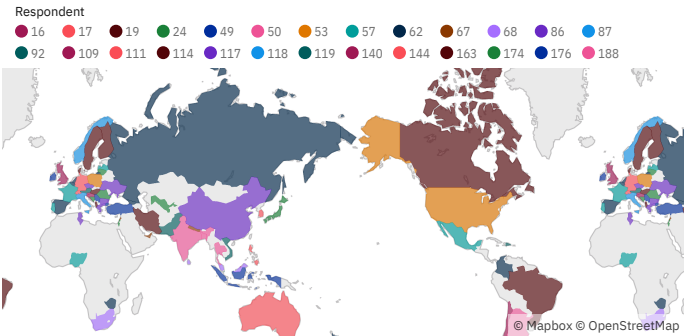 Respondent
16 17 19 24 49 50 53 57 62 67 68 86 87
92 109 111 114 117 118 119 140 144 163 174 176 188
© Mapbox © OpenStreetMap